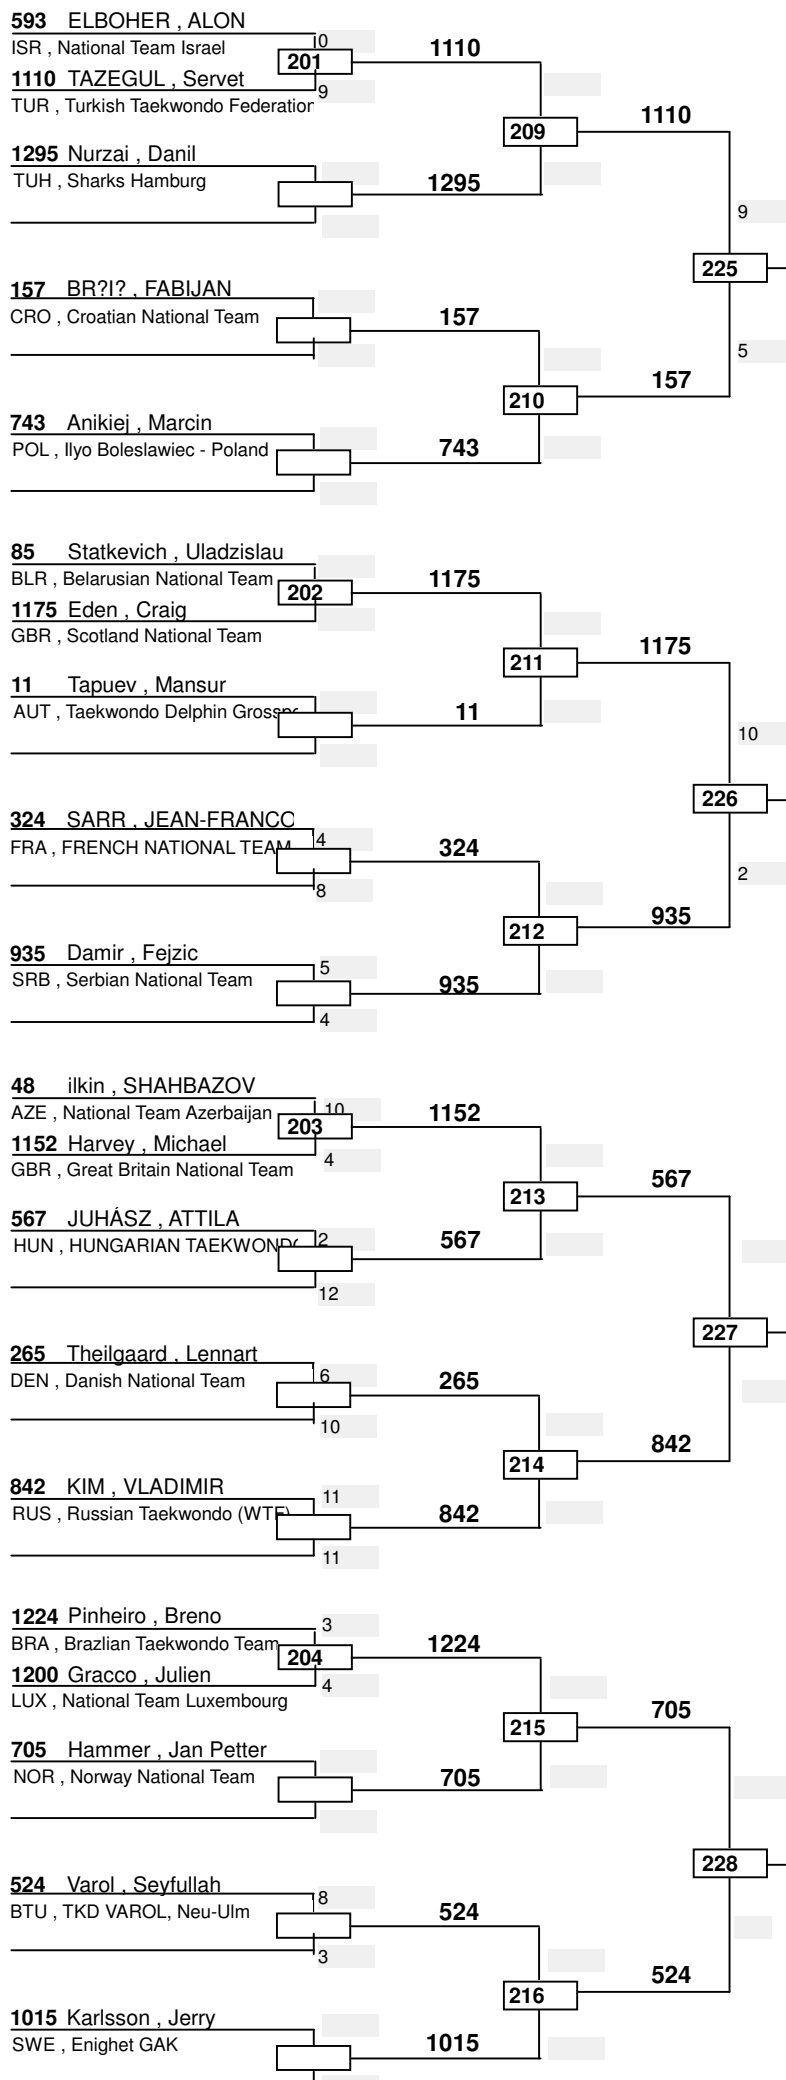 593 ELBOHER , ALON
0
ISR , National Team Israel
201
1110
1110 TAZEGUL , Servet
9
TUR , Turkish Taekwondo Federation
209
1110
1295 Nurzai , Danil
TUH , Sharks Hamburg
1295
9
225
157 BR?I? , FABIJAN
CRO , Croatian National Team
157
5
210
157
743 Anikiej , Marcin
POL , Ilyo Boleslawiec - Poland
743
85 Statkevich , Uladzislau
BLR , Belarusian National Team
202
1175
1175 Eden , Craig
GBR , Scotland National Team
211
1175
11 Tapuev , Mansur
AUT , Taekwondo Delphin
11
10
226
324 SARR , JEAN-FRANCO
4
FRA , FRENCH NATIONAL TEAM
324
8
2
212
935
935 Damir , Fejzic
5
SRB , Serbian National Team
935
4
48 ilkin , SHAHBAZOV
10
AZE , National Team Azerbaijan
203
1152
1152 Harvey , Michael
4
GBR , Great Britain National Team
213
567
567 JUHÁSZ , ATTILA
2
HUN , HUNGARIAN TAEKWONDO
567
12
227
265 Theilgaard , Lennart
6
DEN , Danish National Team
265
10
214
842
842 KIM , VLADIMIR
11
RUS , Russian Taekwondo (WTF)
842
11
1224 Pinheiro , Breno
3
BRA , Brazlian Taekwondo Team
204
1224
1200 Gracco , Julien
4
LUX , National Team Luxembourg
215
705
705 Hammer , Jan Petter
NOR , Norway National Team
705
228
524 Varol , Seyfullah
8
BTU , TKD VAROL, Neu-Ulm
524
3
216
524
1015 Karlsson , Jerry
SWE , Enighet GAK
1015